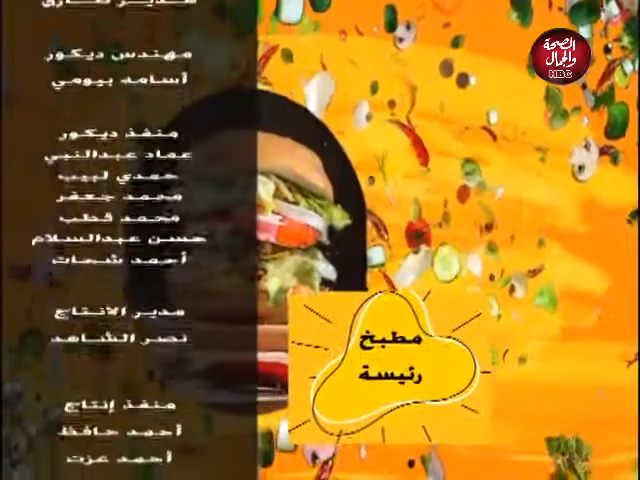 مهندس ديكور
أسامه بيومي
منفذ ديكور
عماد عبدالنبي
حمدي لبيب
محمد جعفر
محمد قطب
حسن عبدالسلام
أحمد شحات
مدير الانتاج
نصر الشاهد
منفذ إنتاج
أحمد حافظ
أحمد عزت
مطبخ
رئيسة
الصحة
والجمال
HBC